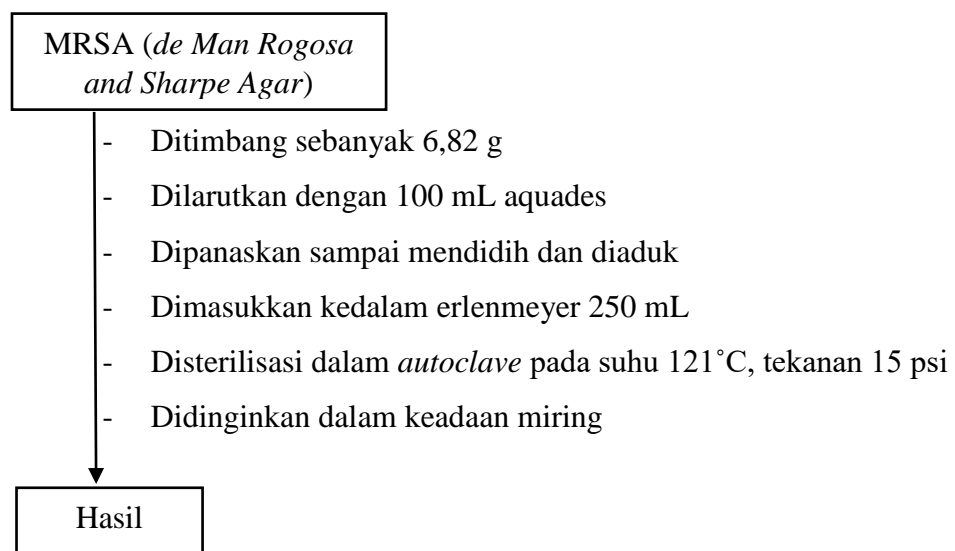 MRSA (de Man Rogosa
and Sharpe Agar)
- Ditimbang sebanyak 6,82 g
- Dilarutkan dengan 100 mL aquades
- Dipanaskan sampai mendidih dan diaduk
- Dimasukkan kedalam erlenmeyer 250 mL
- Disterilisasi dalam autoclave pada suhu 121˚C, tekanan 15 psi
- Didinginkan dalam keadaan miring
Hasil